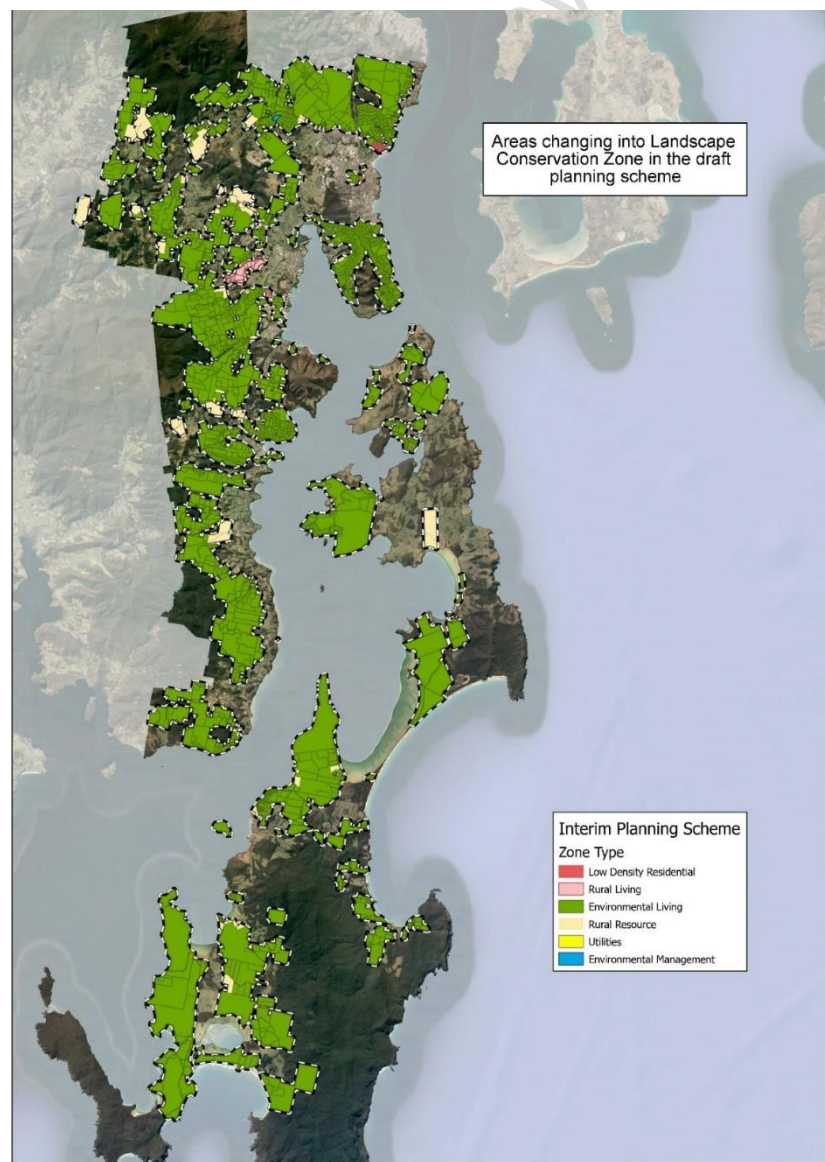 Areas changing into Landscape
Conservation Zone in the draft
planning scheme
Interim Planning Scheme
Zone Type
Low Density Residential
Rural Living
Environmental Living
Rural Resource
Utilities
Environmental Management